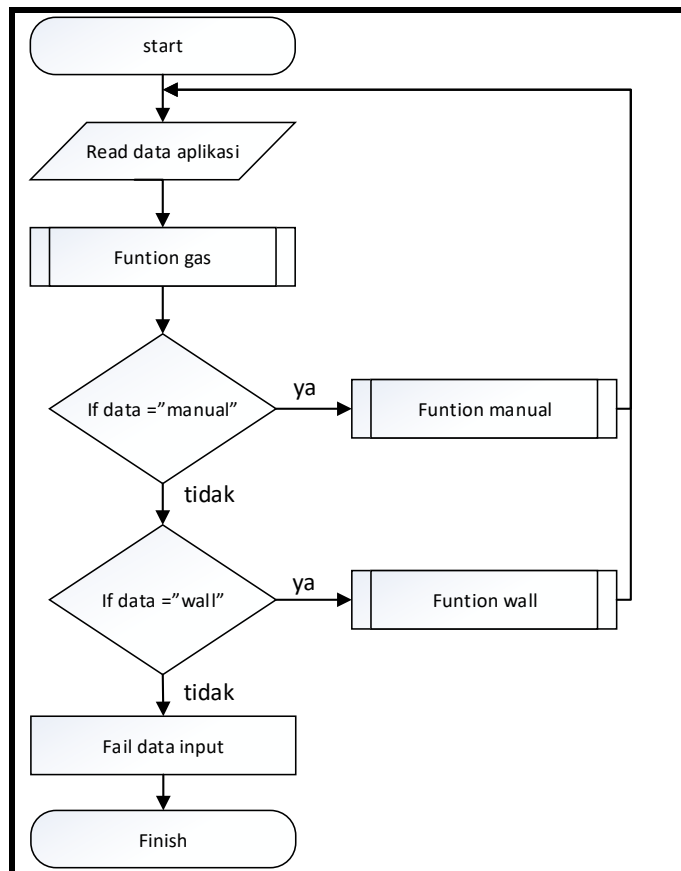 start
Read data aplikasi
Funtion gas
If data =”manual”
ya
Funtion manual
tidak
If data =”wall”
ya
Funtion wall
tidak
Fail data input
Finish